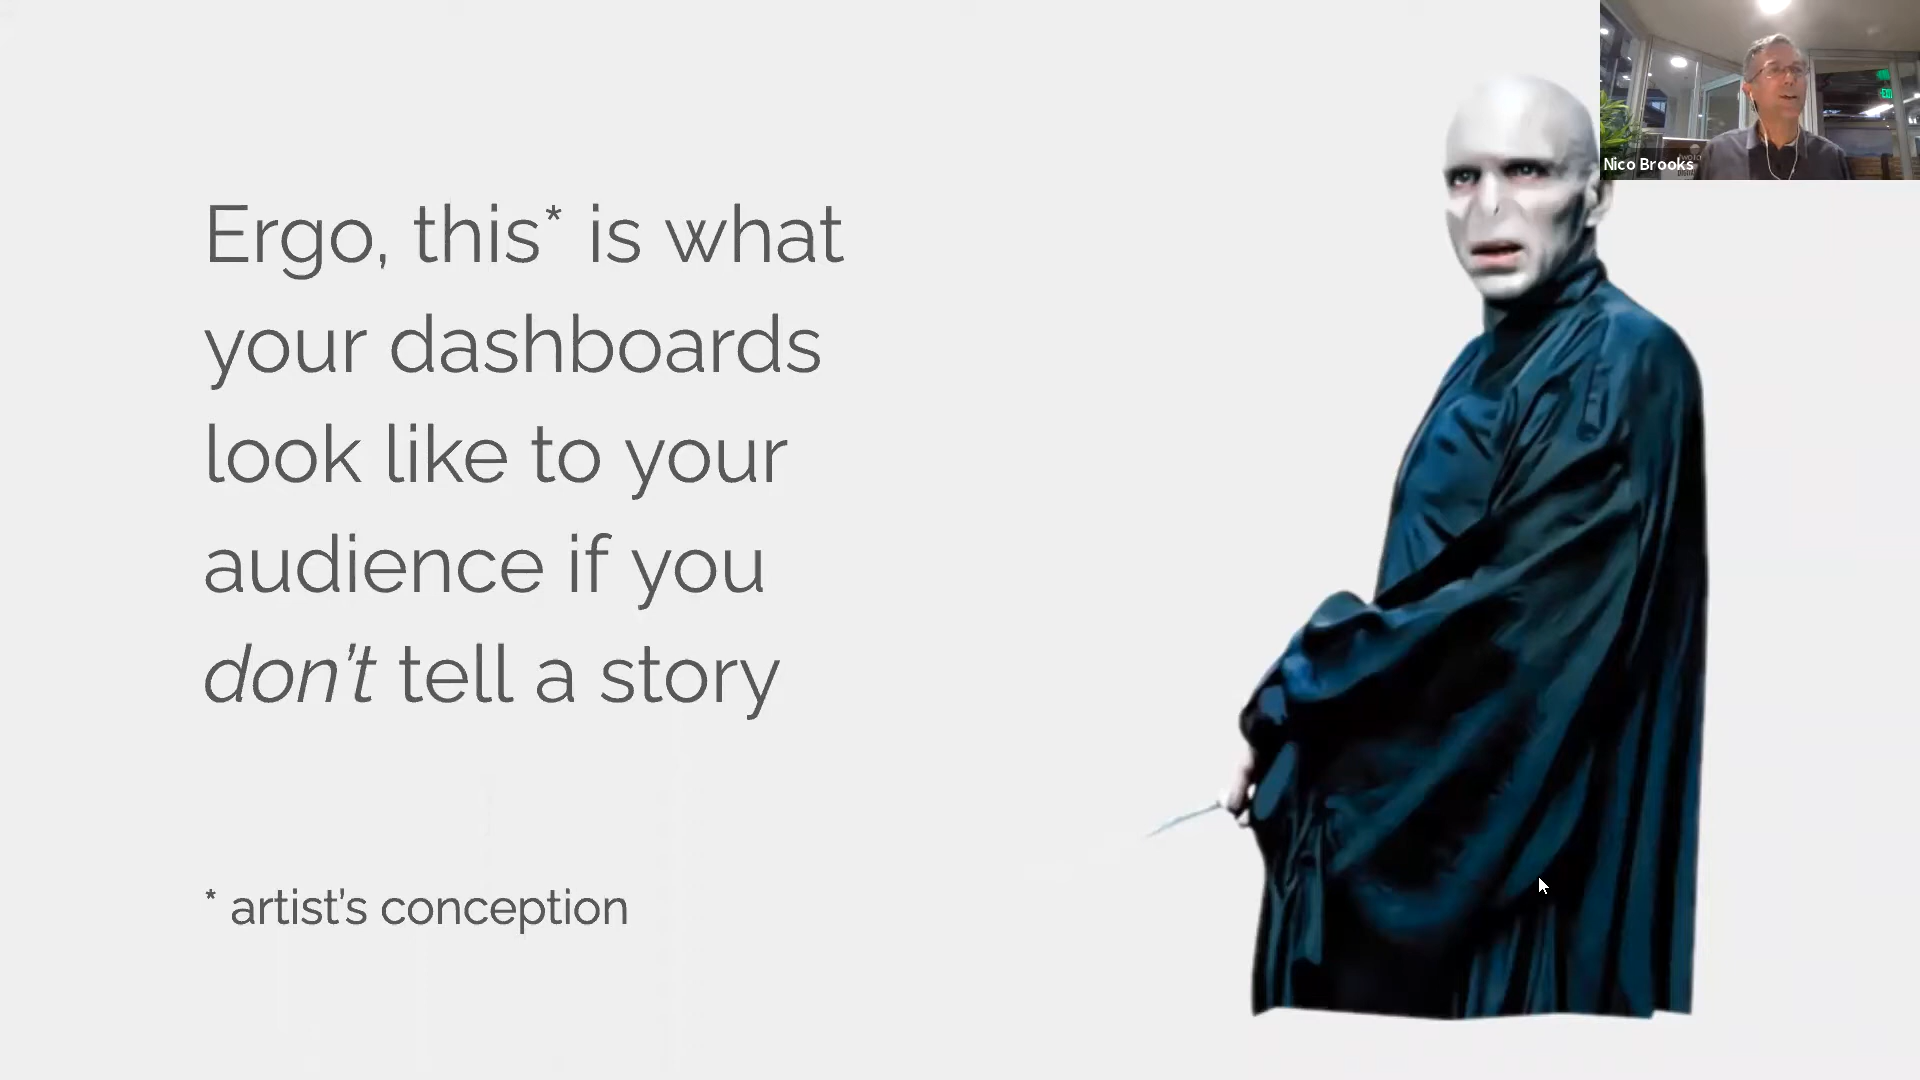 Ergo, this* is what
your dashboards
look like to your
audience if you
don't tell a story
* artist's conception
Nico Brooks